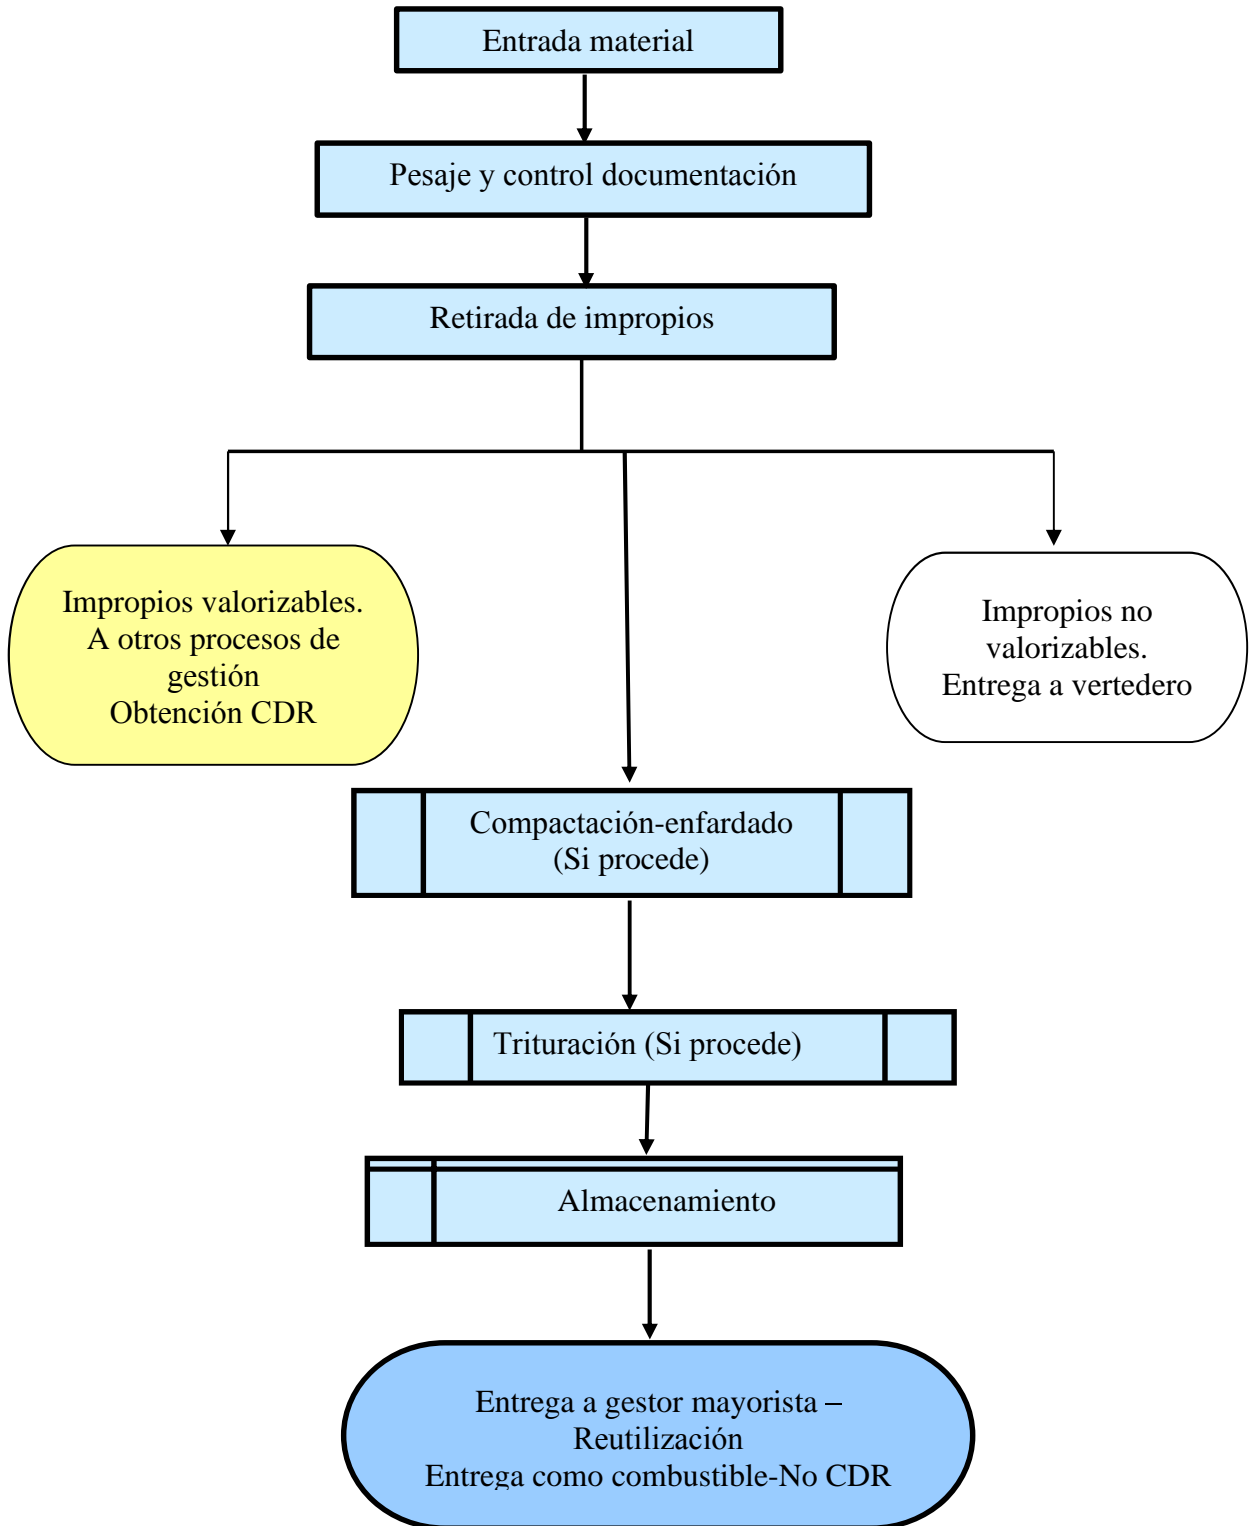 Entrada material
Pesaje y control documentación
Retirada de impropios
Impropios valorizables.
A otros procesos de
gestión
Obtención CDR
Impropios no
valorizables.
Entrega a vertedero
Compactación-enfardado
(Si procede)
Trituración (Si procede)
Almacenamiento
Entrega a gestor mayorista –
Reutilización
Entrega como combustible-No CDR